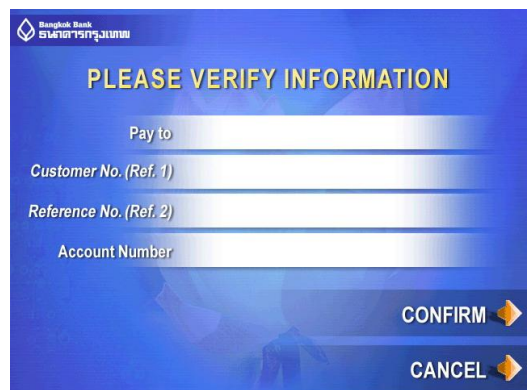 Bangkok Bank
ธนาคารกรุงเทพ
PLEASE VERIFY INFORMATION
Pay to
Customer No. (Ref. 1)
Reference No. (Ref. 2)
Account Number
CONFIRM
CANCEL